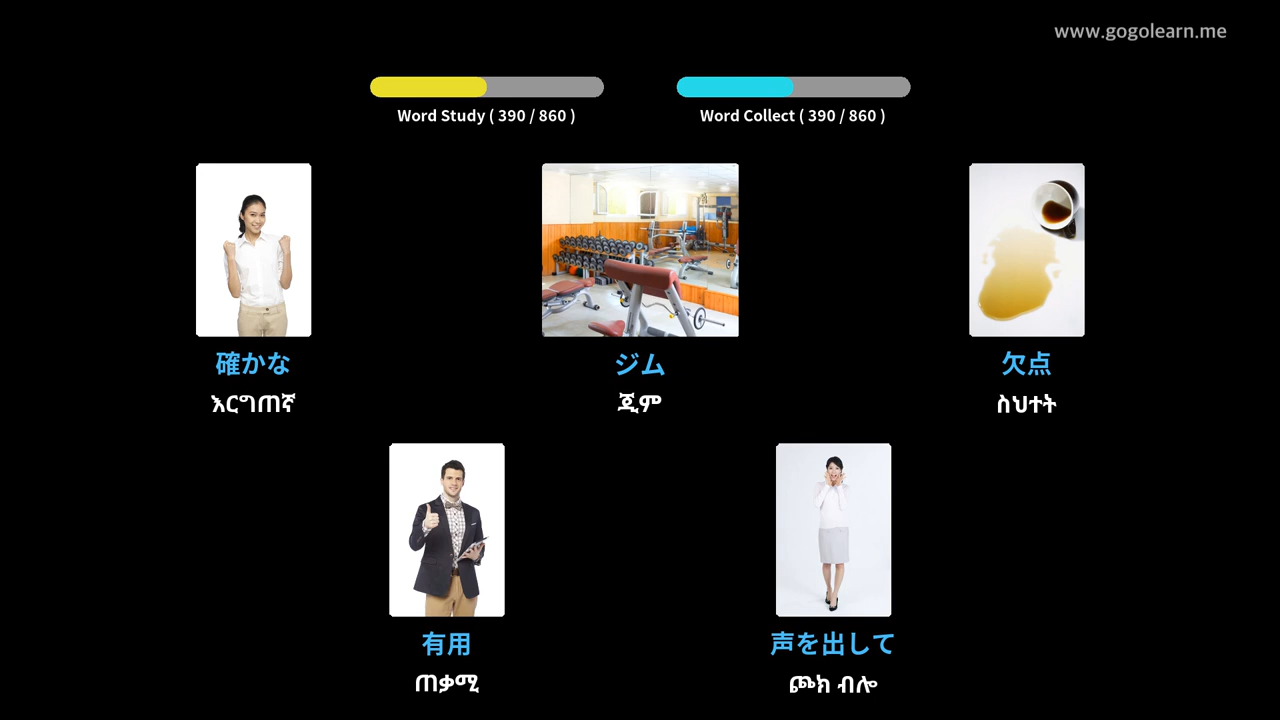 www.gogolearn.me
Word Study ( 390 / 860 )
Word Collect ( 390 / 860 )
確かな
እርግጠኛ
ジム
ጂም
欠点
ስህተት
有用
ጠቃሚ
声を出して
ጮክ ብሎ